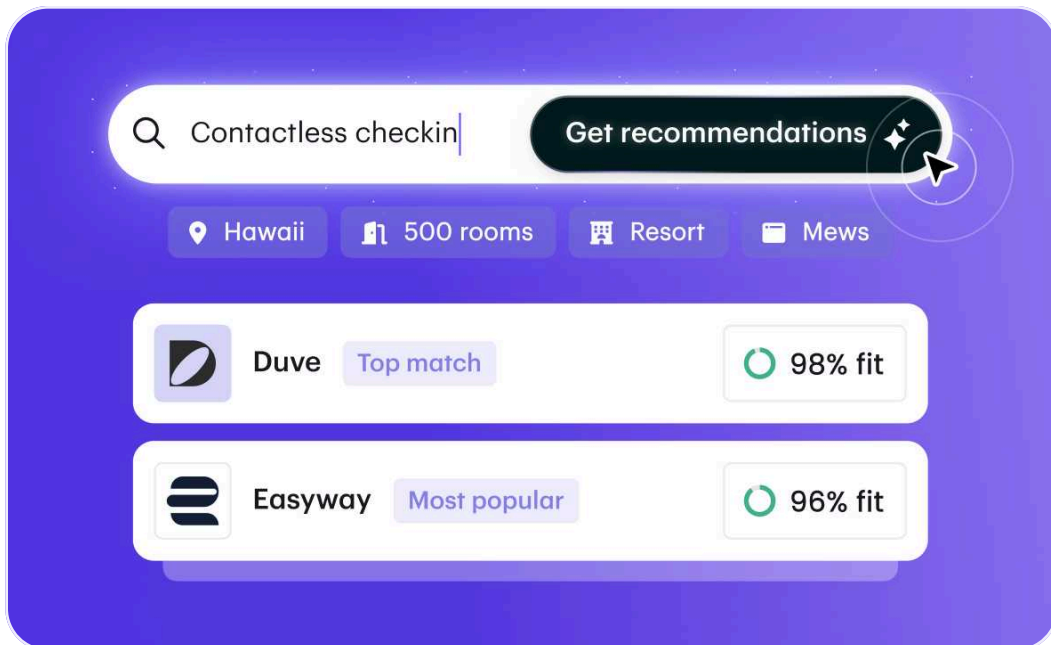 Contactless checkin Get recommendations
Hawaii 500 rooms Resort Mews
Duve Top match 98% fit
Easyway Most popular 96% fit